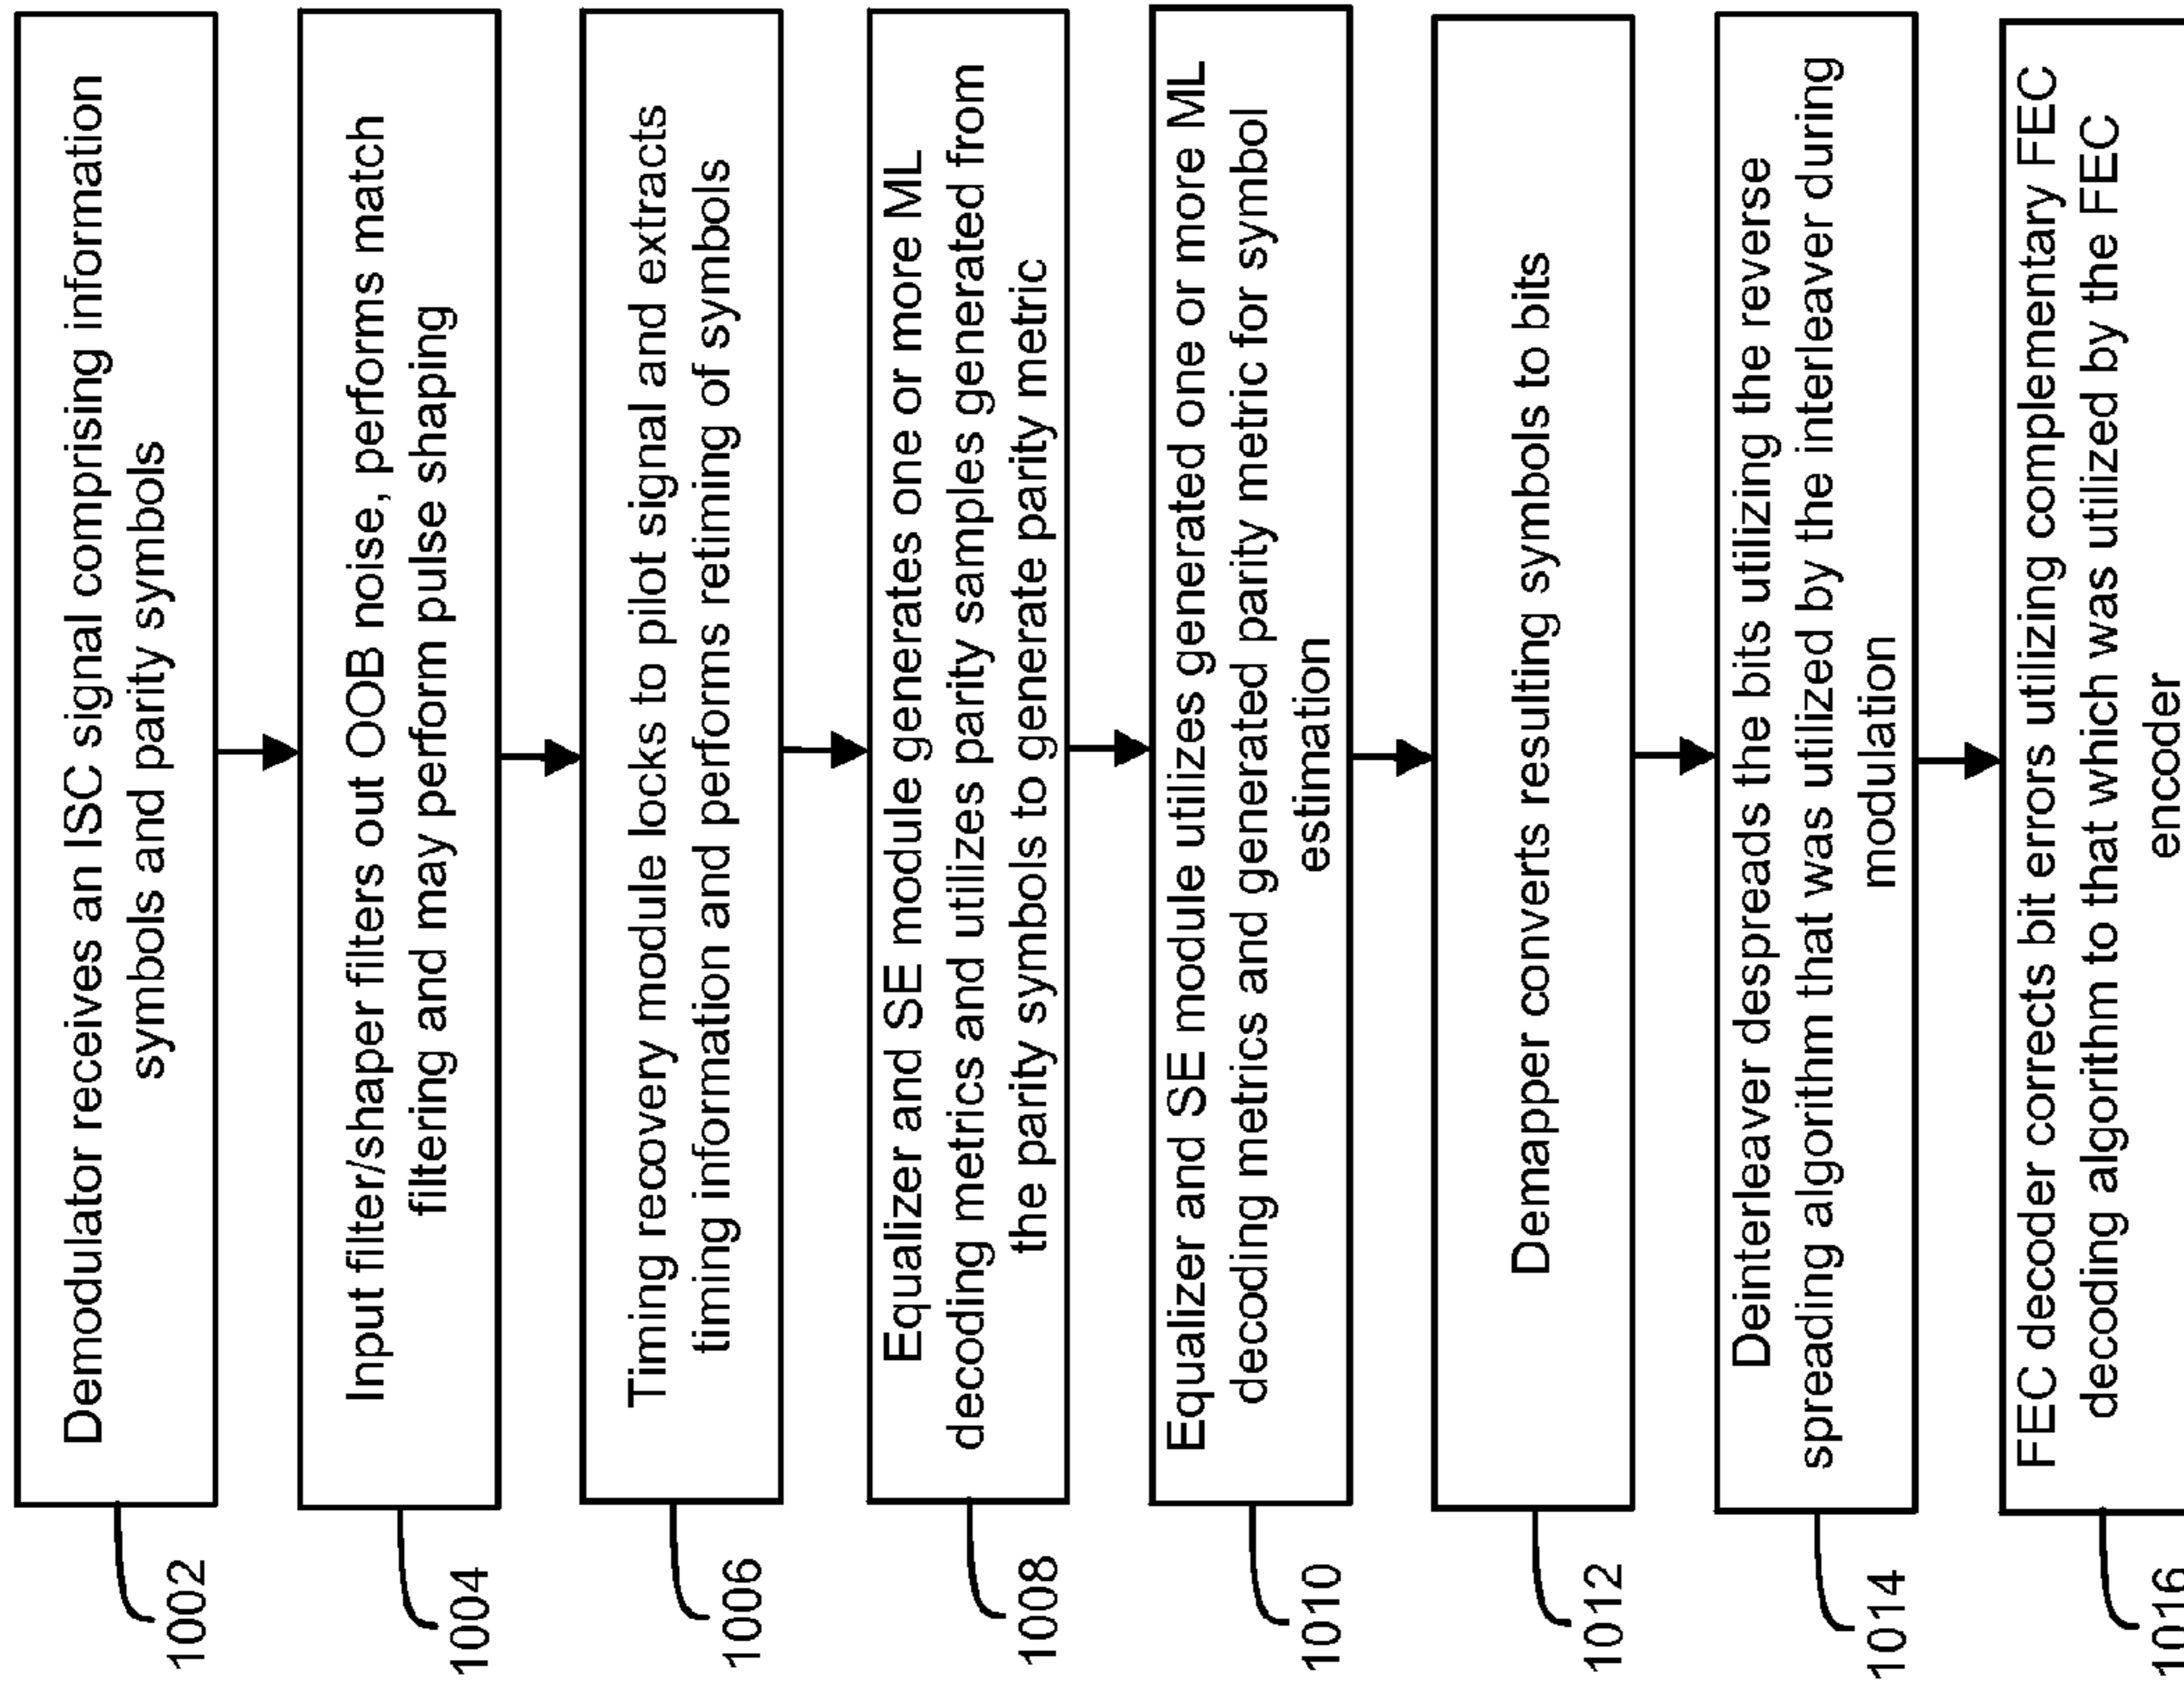 1002
Demodulator receives an ISC signal comprising information
symbols and parity symbols
1004
Input filter/shaper filters out OOB noise, performs match
filtering and may perform pulse shaping
1006
Timing recovery module locks to pilot signal and extracts
timing information and performs retiming of symbols
1008
Equalizer and SE module generates one or more ML
decoding metrics and utilizes parity samples generated from
the parity symbols to generate parity metric
1010
Equalizer and SE module utilizes generated one or more ML
decoding metrics and generated parity metric for symbol
estimation
1012
Demapper converts resulting symbols to bits
1014
Deinterleaver despreads the bits utilizing the reverse
spreading algorithm that was utilized by the interleaver during
modulation
1016
FEC decoder corrects bit errors utilizing complementary FEC
decoding algorithm to that which was utilized by the FEC
encoder